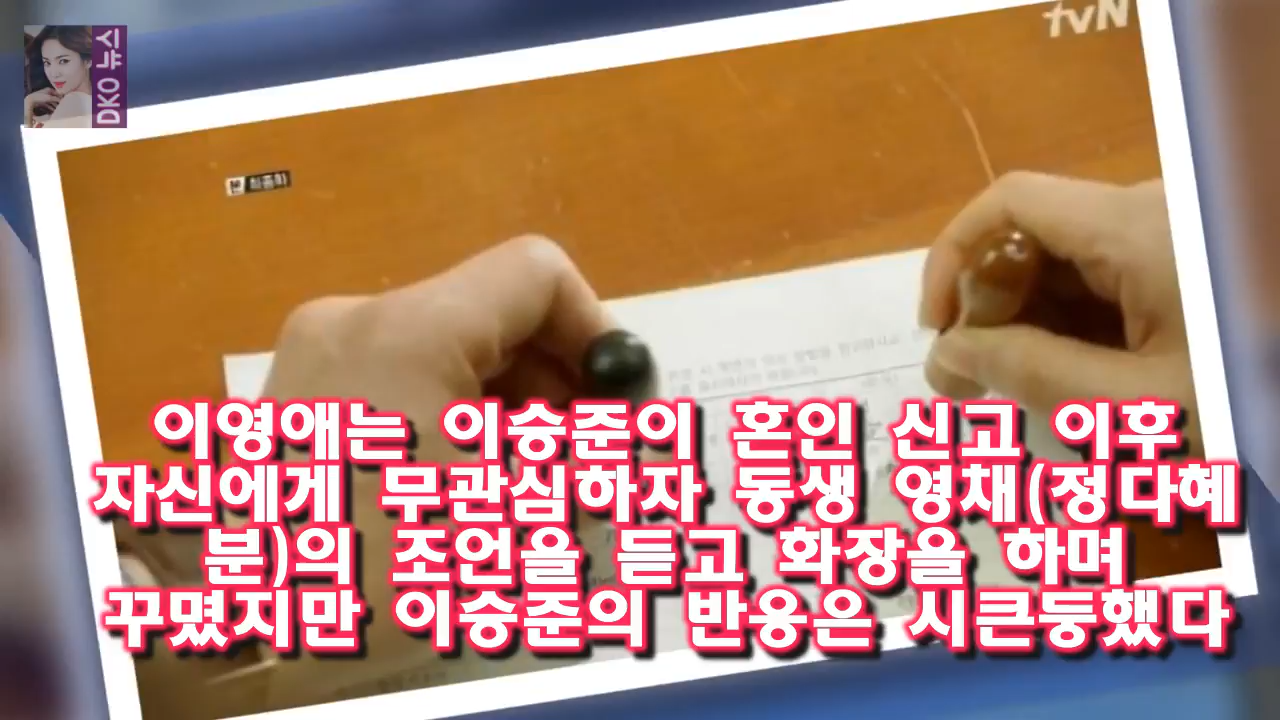 tvN
DKO 뉴스
이영애는 이승준이 혼인 신고 이후
자신에게 무관심하자 동생 영채(정다혜
분)의 조언을 듣고 화장을 하며
꾸몄지만 이승준의 반응은 시큰둥했다